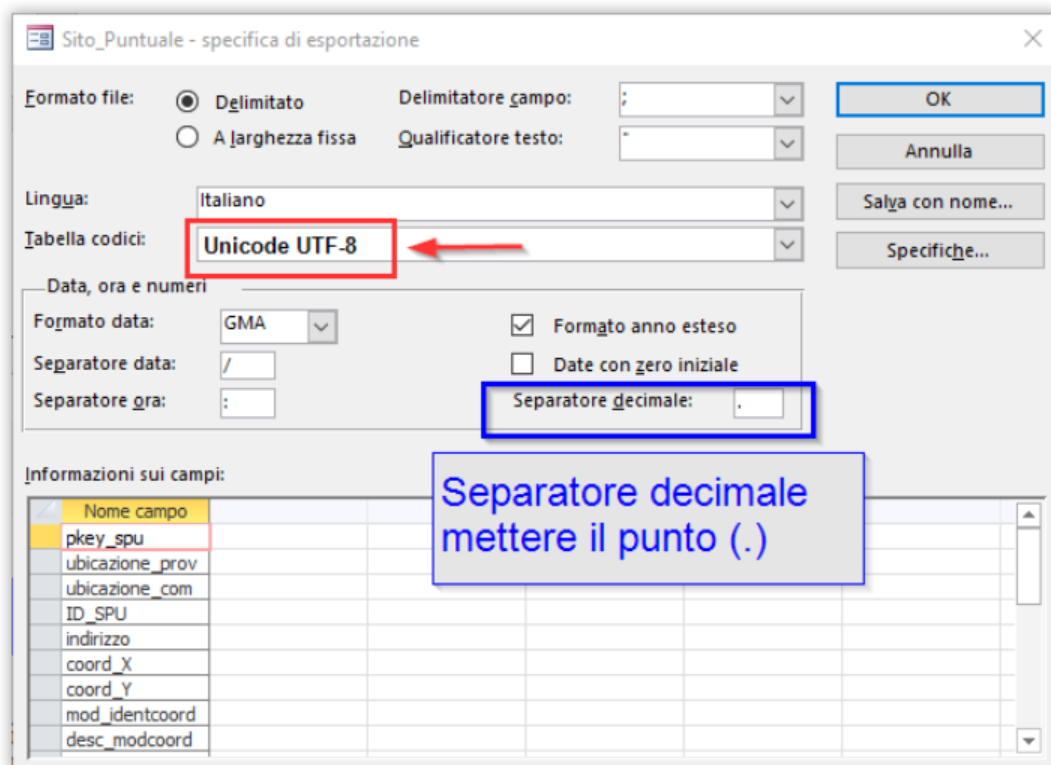 Sito_Puntuale - specifica di esportazione
Formato file:
Delimitato
Delimitatore campo:
;
OK
A larghezza fissa
Qualificatore testo:
"
Annulla
Lingua:
Italiano
Salva con nome...
Tabella codici:
Unicode UTF-8
Specifiche...
Data, ora e numeri
Formato data:
GMA
Formato anno esteso
Separatore data:
/
Date con zero iniziale
Separatore ora:
:
Separatore decimale:
.
Separatore decimale
mettere il punto (.)
Informazioni sui campi:
Nome campo
pkey_spu
ubicazione_prov
ubicazione_com
ID_SPU
indirizzo
coord_X
coord_Y
mod_identcoord
desc_modcoord